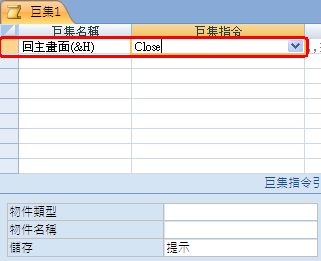 巨集1
巨集名稱 巨集指令
回主畫面(&H) Close
巨集指令引
物件類型
物件名稱
儲存 提示